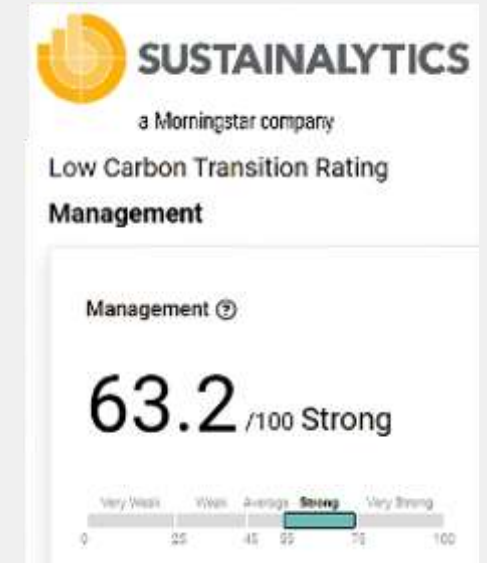 SUSTAINALYTICS
a Morningstar company
Low Carbon Transition Rating
Management
Management ?
63.2 /100 Strong
Very Weak Weak Average Strong Very Strong
0 25 45 55 75 100